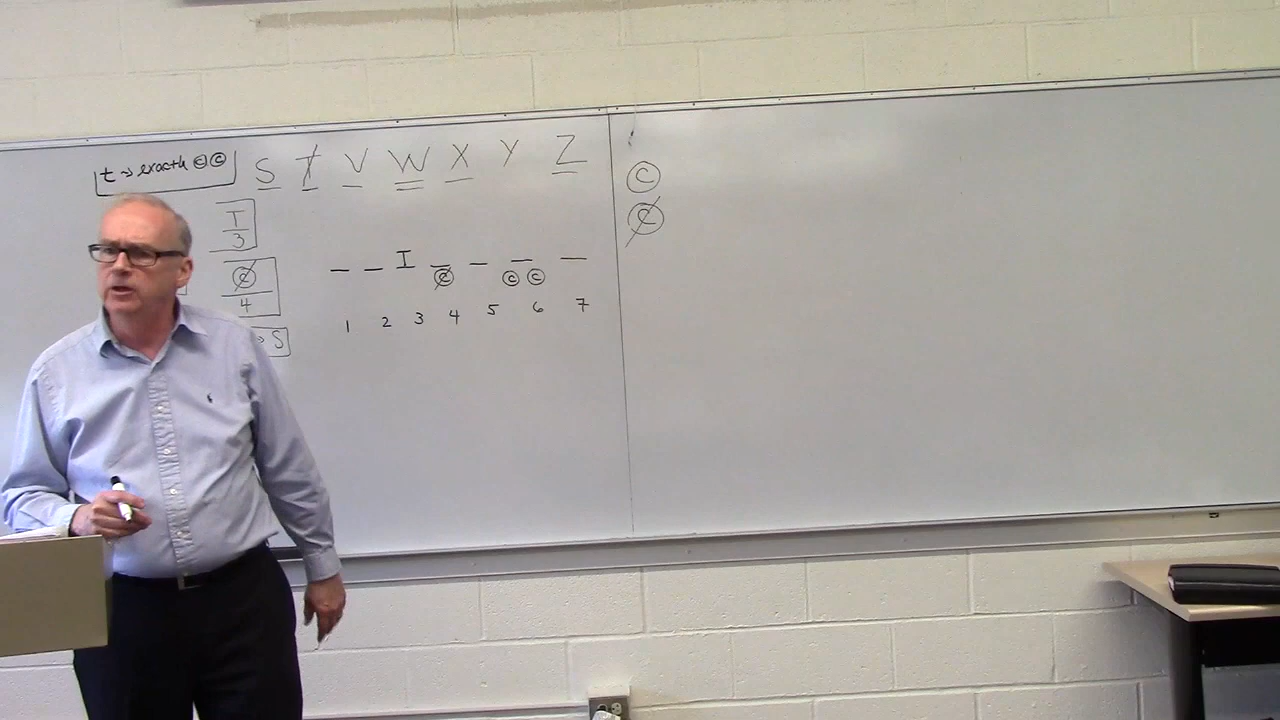 t → exactly Ⓒ Ⓒ
S T V W X Y Z
T
3
Ⓒ
4
→ S
I
Ⓒ Ⓒ Ⓒ
1 2 3 4 5 6 7
Ⓒ
Ⓒ